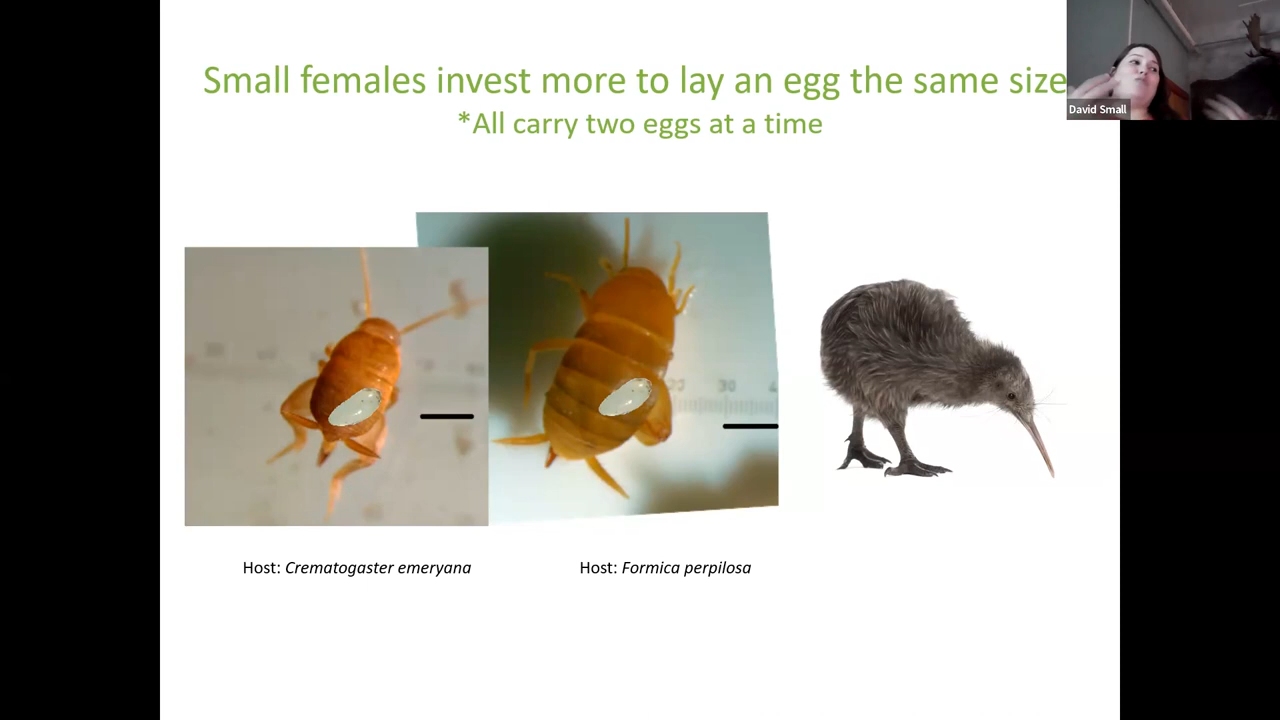 Small females invest more to lay an egg the same size
*All carry two eggs at a time
David Small
30
Host: Crematogaster emeryana
Host: Formica perpilosa